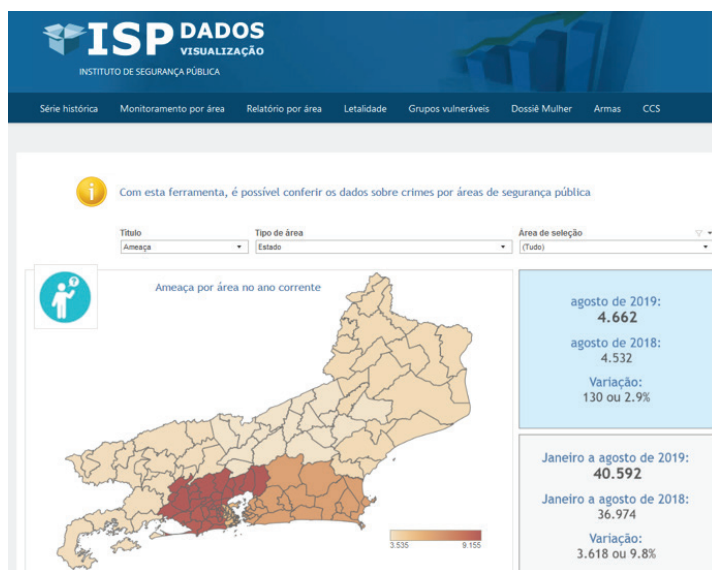 ISP DADOS
VISUALIZAÇÃO
INSTITUTO DE SEGURANÇA PÚBLICA
Série histórica Monitoramento por área Relatório por área Letalidade Grupos vulneráveis Dossiê Mulher Armas CCS
i Com esta ferramenta, é possível conferir os dados sobre crimes por áreas de segurança pública
Título Tipo de área Área de seleção
Ameaça Estado (Tudo)
?
Ameaça por área no ano corrente
agosto de 2019:
4.662
agosto de 2018:
4.532
Variação:
130 ou 2.9%
Janeiro a agosto de 2019:
40.592
Janeiro a agosto de 2018:
36.974
Variação:
3.618 ou 9.8%
3.535 9.155